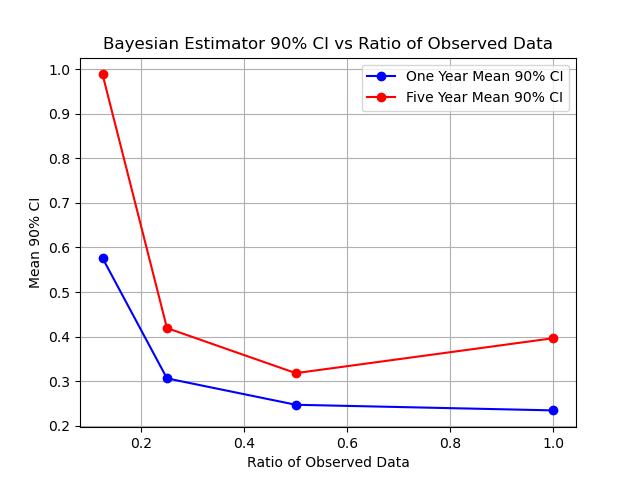 Bayesian Estimator 90% CI vs Ratio of Observed Data
One Year Mean 90% CI
Five Year Mean 90% CI
Mean 90% CI
1.0
0.9
0.8
0.7
0.6
0.5
0.4
0.3
0.2
0.2 0.4 0.6 0.8 1.0
Ratio of Observed Data